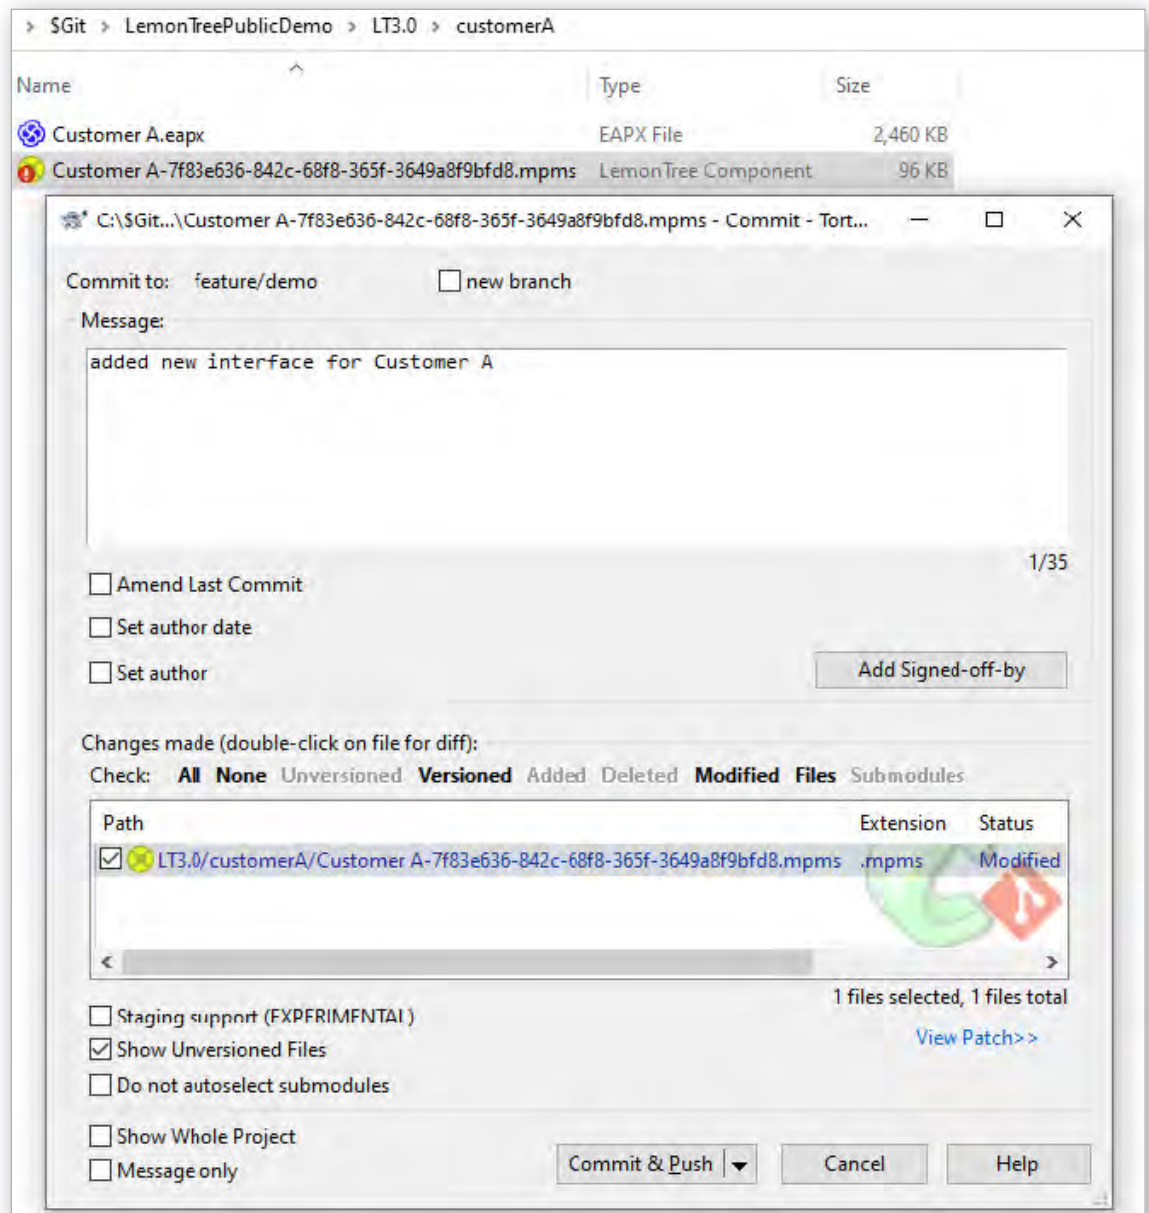 > $Git > LemonTreePublicDemo > LT3.0 > customerA
Name Type Size
Customer A.eapx EAPX File 2,460 KB
Customer A-7f83e636-842c-68f8-365f-3649a8f9bfd8.mpms LemonTree Component 96 KB
C:\$Git...\Customer A-7f83e636-842c-68f8-365f-3649a8f9bfd8.mpms - Commit - Tort...
Commit to: feature/demo new branch
Message:
added new interface for Customer A
1/35
Amend Last Commit
Set author date
Set author Add Signed-off-by
Changes made (double-click on file for diff):
Check: All None Unversioned Versioned Added Deleted Modified Files Submodules
Path Extension Status
LT3.0/customerA/Customer A-7f83e636-842c-68f8-365f-3649a8f9bfd8.mpms .mpms Modified
1 files selected, 1 files total
Staging support (EXPERIMENTAL)
View Patch>>
Show Unversioned Files
Do not autoselect submodules
Show Whole Project
Commit & Push Cancel Help
Message only